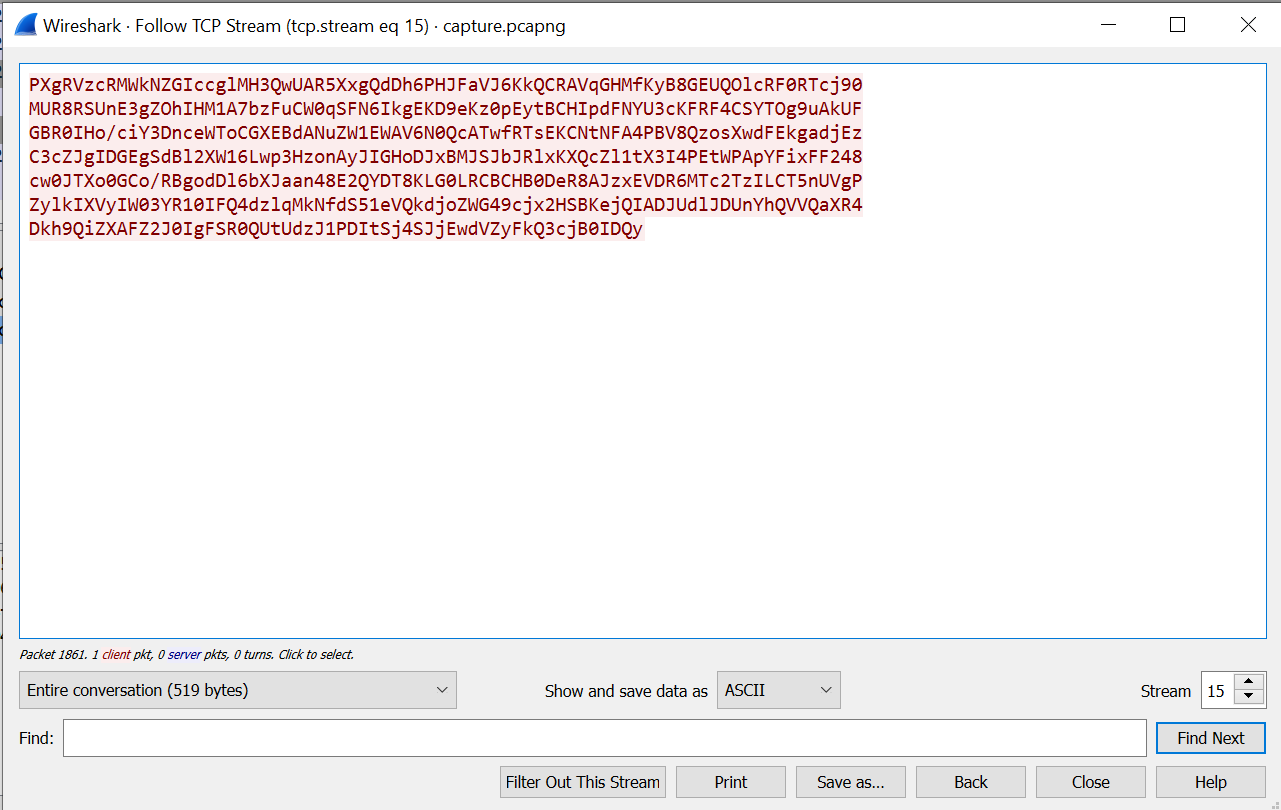 Wireshark · Follow TCP Stream (tcp.stream eq 15) · capture.pcapng
PXgRVzcRMWkNZGIccglMH3QwUAR5XxgQdDh6PHJFaVJ6KkQCRAVqGHMfKyB8GEUQOlcRF0RTcj90
MUR8RSUnE3gZOhIHM1A7bzFuCW0qSFN6IkgEKD9eKz0pEytBCHIpdFNYU3cKFRF4CSYTOg9uAkUF
GBR0IHo/ciY3DnceWToCGXEBdANuZW1EWAV6N0QcATwfRTsEKCNtNFA4PBV8QzosXwdFEkgadjEz
C3cZJgIDGEgSdBl2XW16Lwp3HzonAyJIGHoDJxBMJSJbJRlxKXQcZl1tX3I4PEtWPApYFixFF248
cw0JTXo0GCo/RBgodDl6bXJaan48E2QYDT8KLG0LRCBCHB0DeR8AJzxEVDR6MTc2TzILCT5nUVgP
ZylkIXVyIW03YR10IFQ4dzlqMkNfdS51eVQkdjoZWG49cjx2HSBKejQIADJUdlJDUnYhQVVQaXR4
Dkh9QiZXAFZ2J0IgFSR0QUtUdzJ1PDItSj4SJjEwdVZyFkQ3cjB0IDQy
Packet 1861. 1 client pkt, 0 server pkts, 0 turns. Click to select.
Entire conversation (519 bytes) Show and save data as ASCII Stream 15
Find: Find Next
Filter Out This Stream Print Save as... Back Close Help